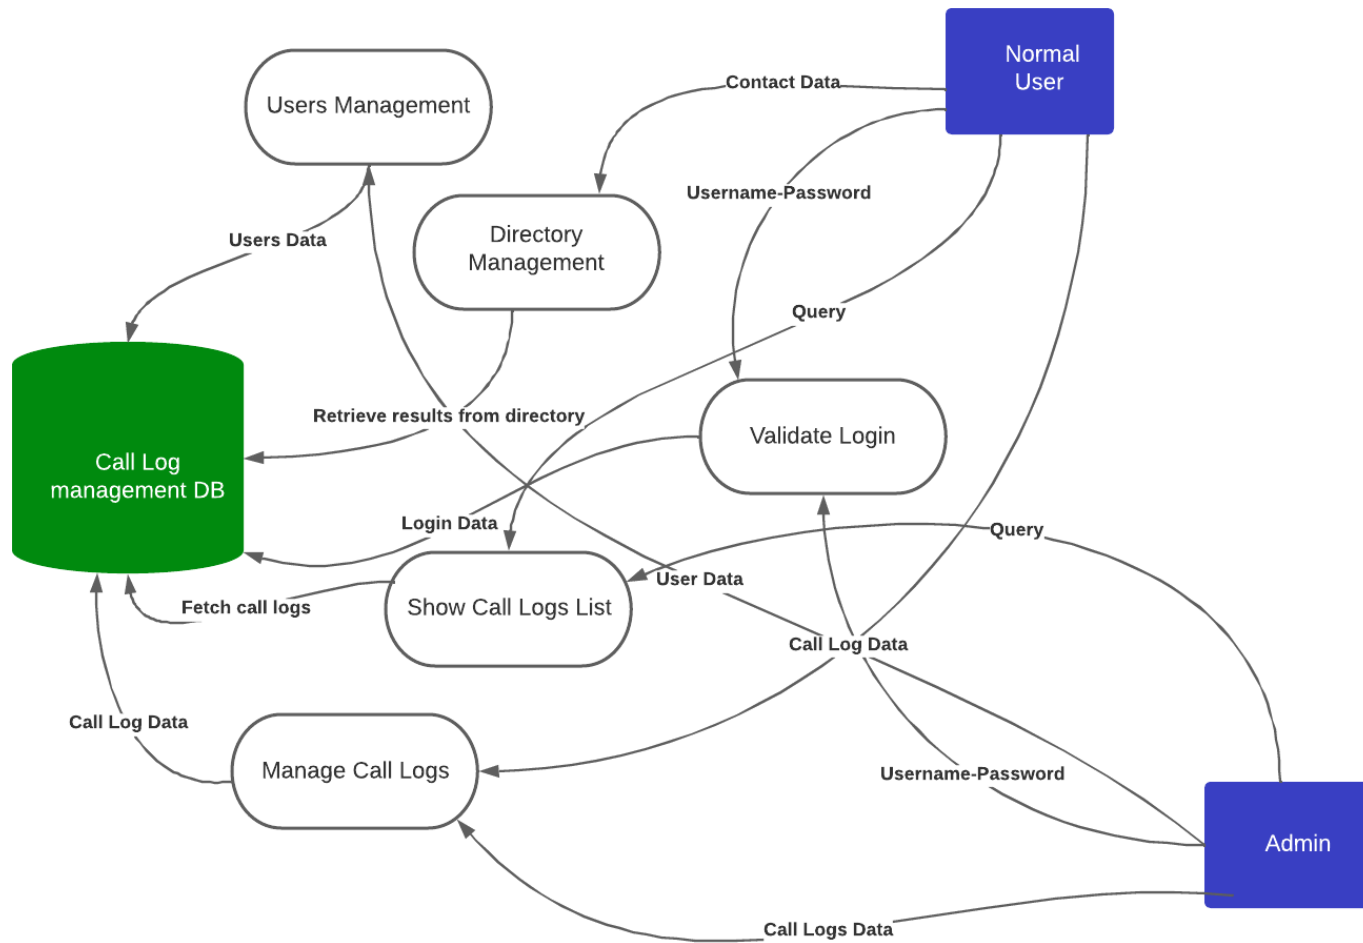 Normal
User
Contact Data
Users Management
Username-Password
Directory
Management
Users Data
Query
Retrieve results from directory
Validate Login
Call Log
management DB
Login Data
Query
User Data
Fetch call logs
Show Call Logs List
Call Log Data
Call Log Data
Manage Call Logs
Username-Password
Admin
Call Logs Data